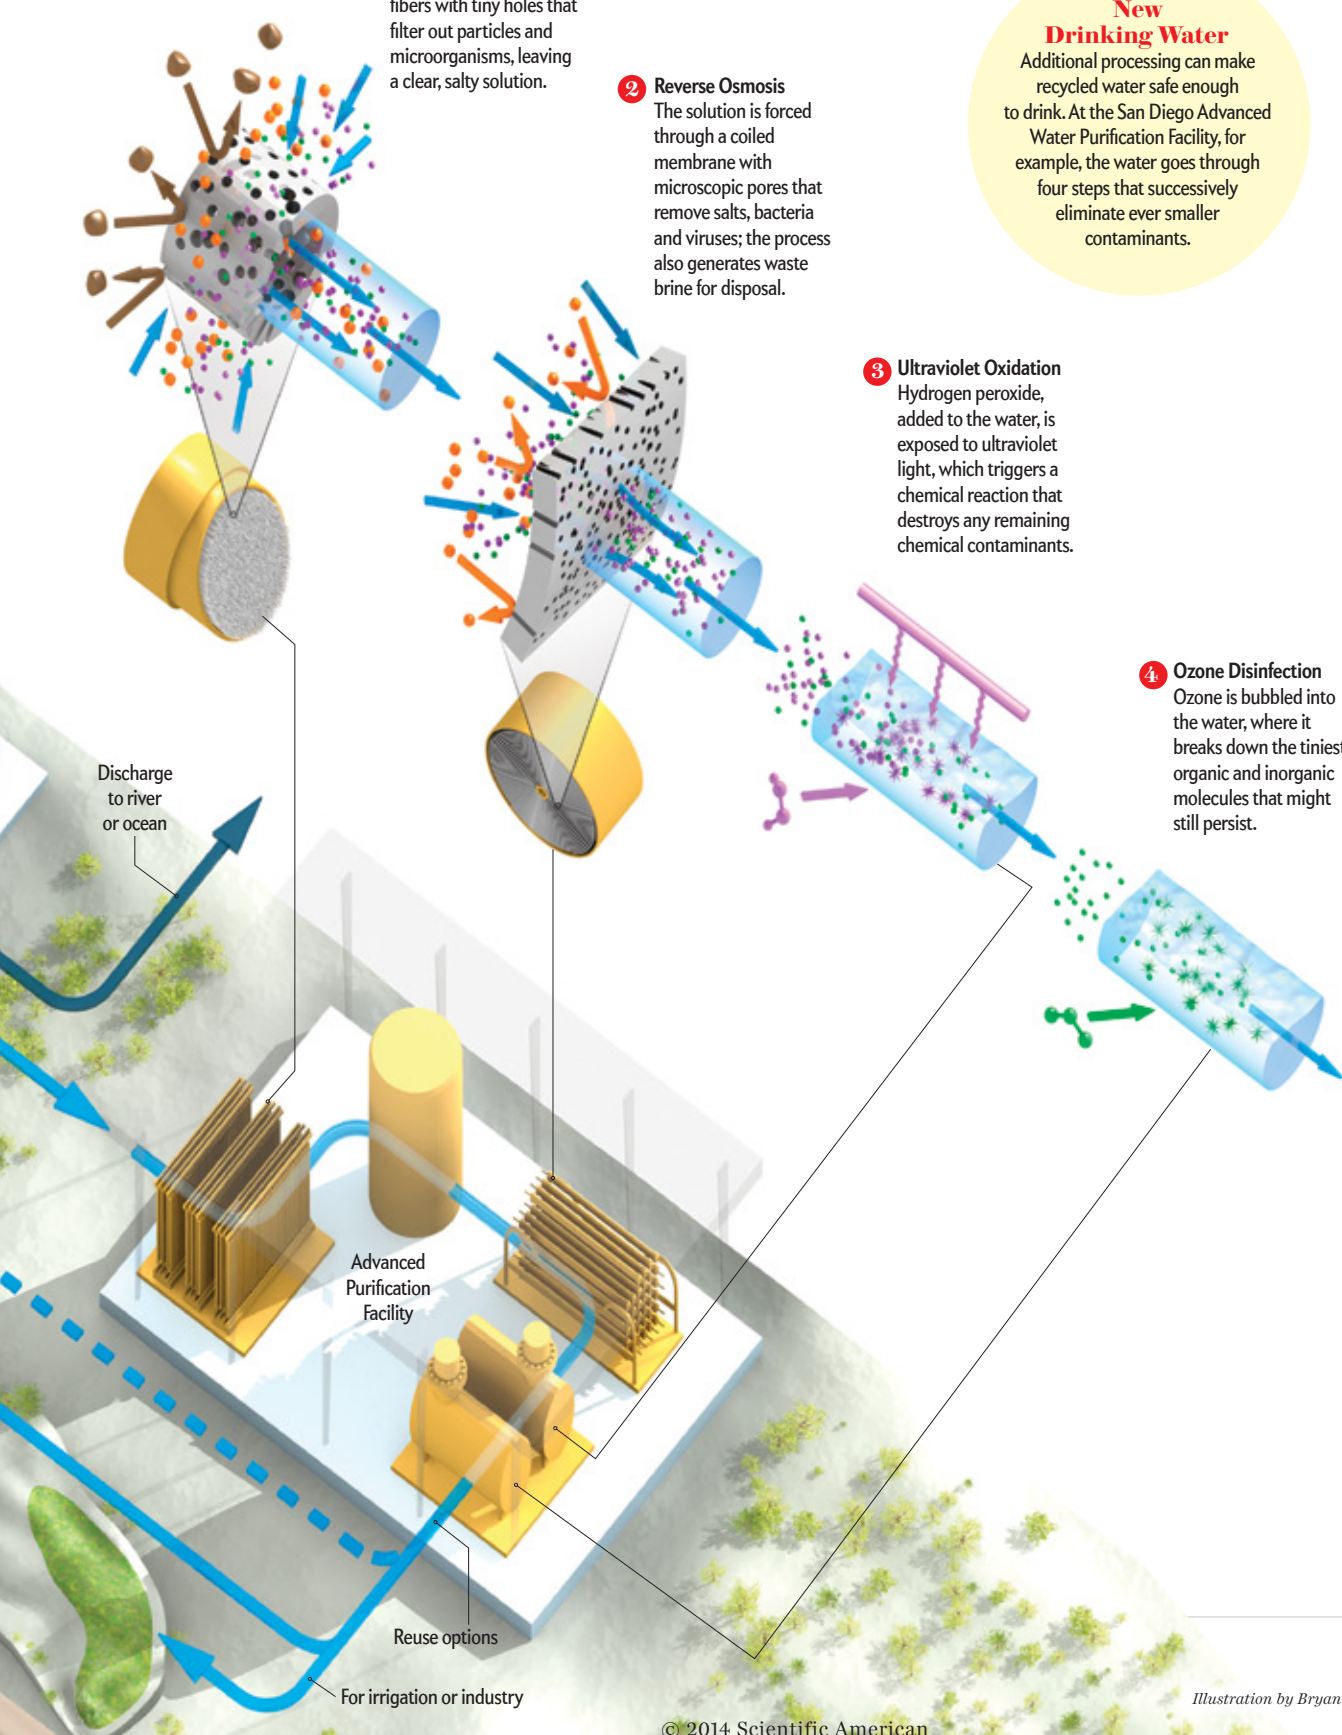 fibers with tiny holes that
filter out particles and
microorganisms, leaving
a clear, salty solution.
2 Reverse Osmosis
The solution is forced
through a coiled
membrane with
microscopic pores that
remove salts, bacteria
and viruses; the process
also generates waste
brine for disposal.
New
Drinking Water
Additional processing can make
recycled water safe enough
to drink. At the San Diego Advanced
Water Purification Facility, for
example, the water goes through
four steps that successively
eliminate ever smaller
contaminants.
3 Ultraviolet Oxidation
Hydrogen peroxide,
added to the water, is
exposed to ultraviolet
light, which triggers a
chemical reaction that
destroys any remaining
chemical contaminants.
4 Ozone Disinfection
Ozone is bubbled into
the water, where it
breaks down the tiniest
organic and inorganic
molecules that might
still persist.
Discharge
to river
or ocean
Advanced
Purification
Facility
Reuse options
For irrigation or industry
Illustration by Bryan
© 2014 Scientific American